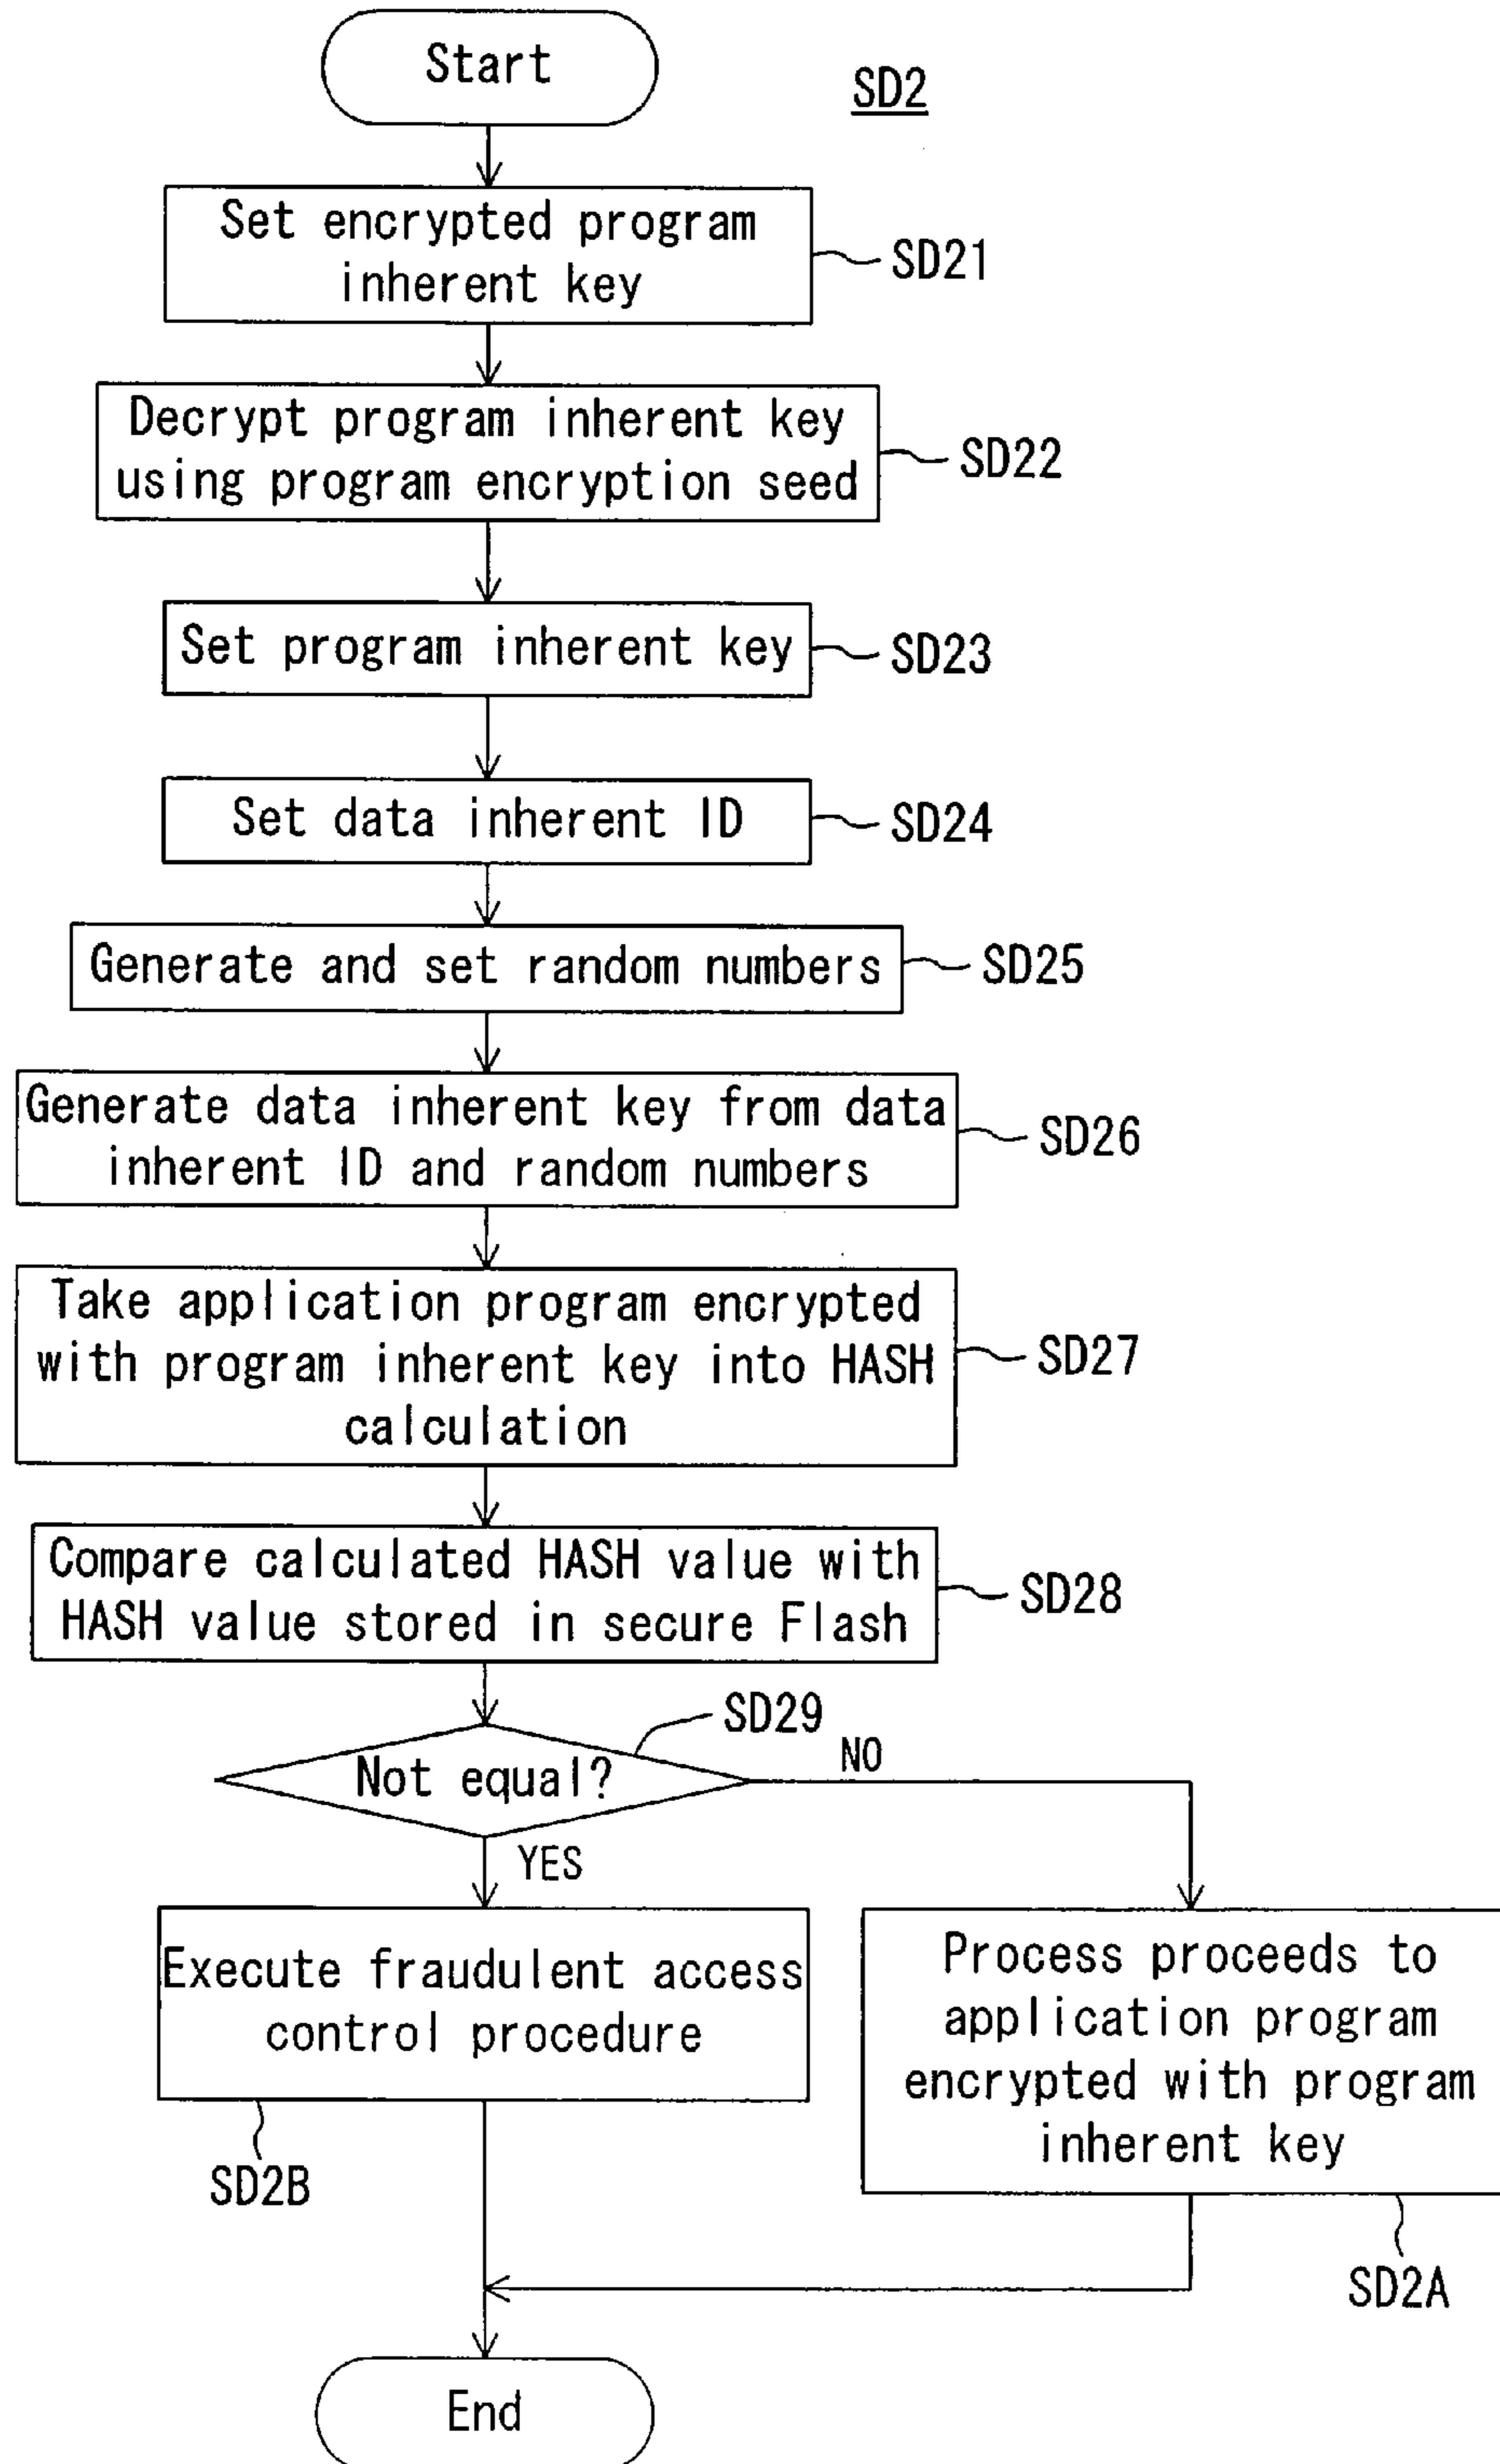 Start
SD2
Set encrypted program
inherent key
SD21
Decrypt program inherent key
using program encryption seed
SD22
Set program inherent key
SD23
Set data inherent ID
SD24
Generate and set random numbers
SD25
Generate data inherent key from data
inherent ID and random numbers
SD26
Take application program encrypted
with program inherent key into HASH
calculation
SD27
Compare calculated HASH value with
HASH value stored in secure Flash
SD28
SD29
Not equal?
NO
YES
Execute fraudulent access
control procedure
SD2B
Process proceeds to
application program
encrypted with program
inherent key
SD2A
End